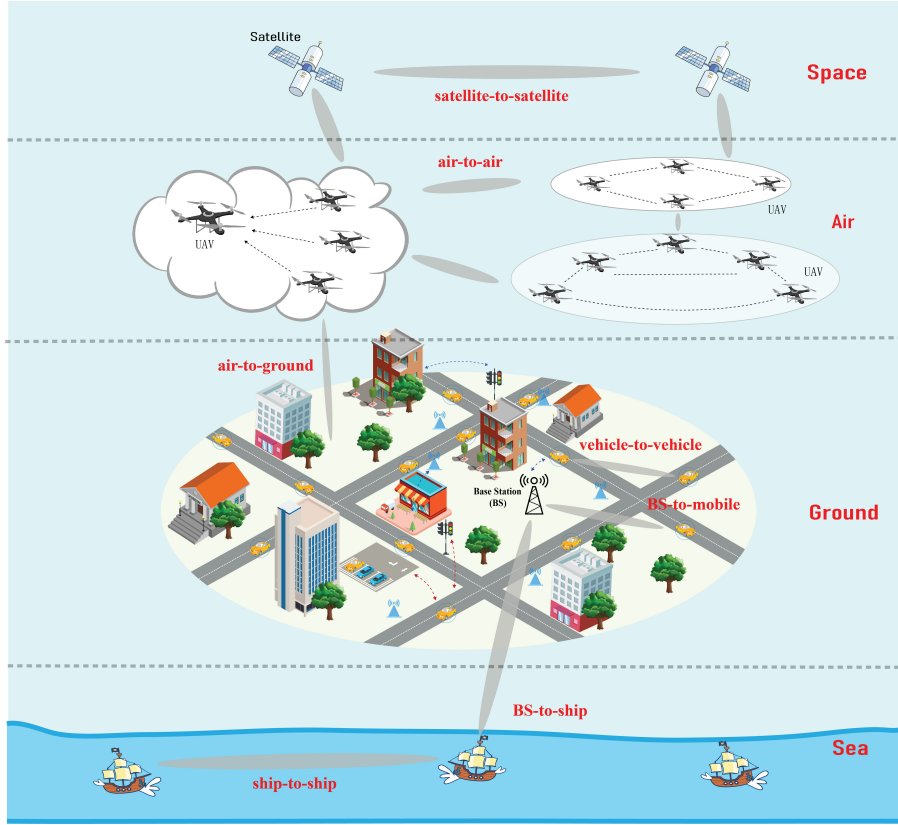 Satellite
Space
satellite-to-satellite
air-to-air
UAV
UAV
Air
UAV
air-to-ground
vehicle-to-vehicle
Base Station
(BS)
BS-to-mobile
Ground
BS-to-ship
Sea
ship-to-ship